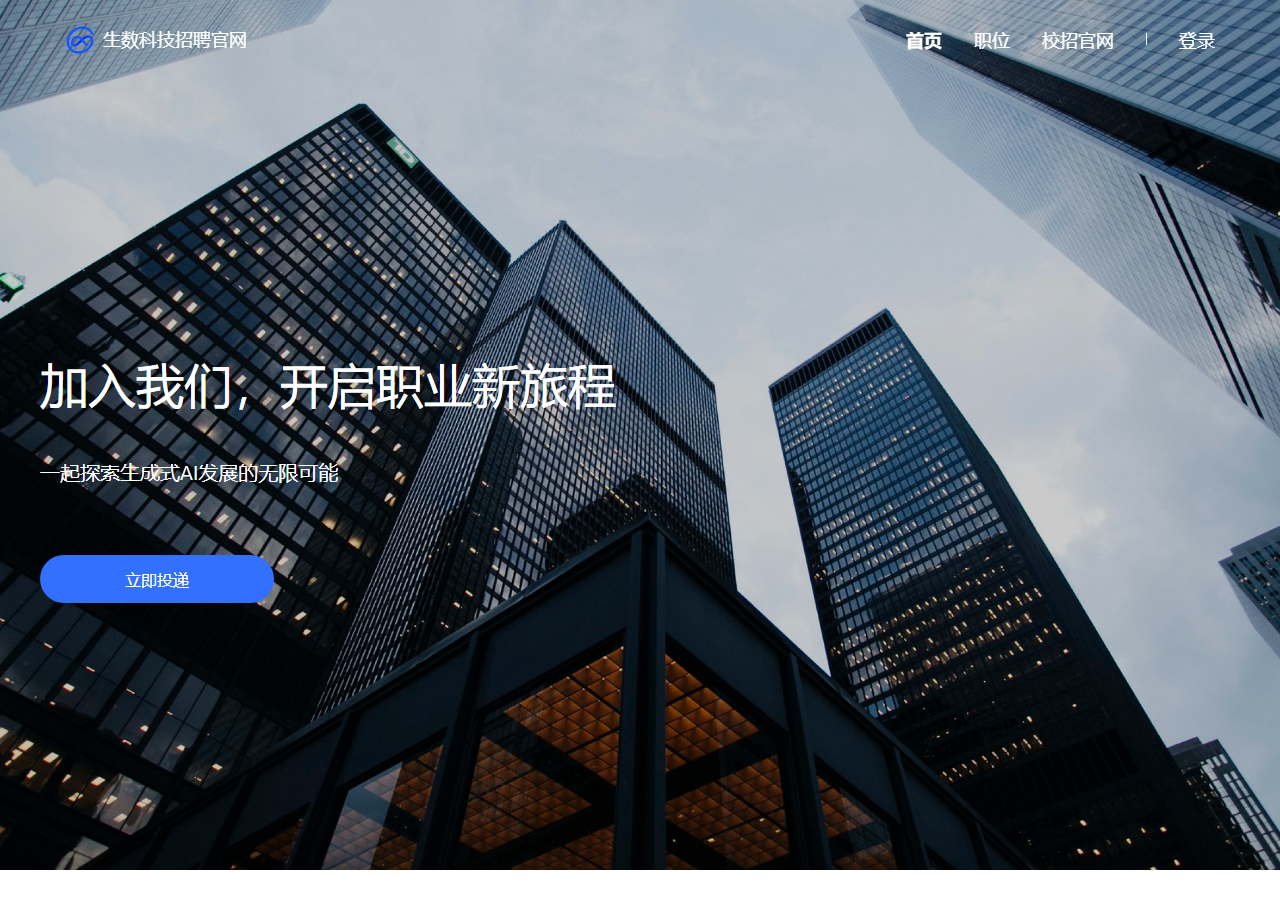 生数科技招聘官网
首页 职位 校招官网 登录
TD
加入我们，开启职业新旅程
一起探索生成式AI发展的无限可能
立即投递